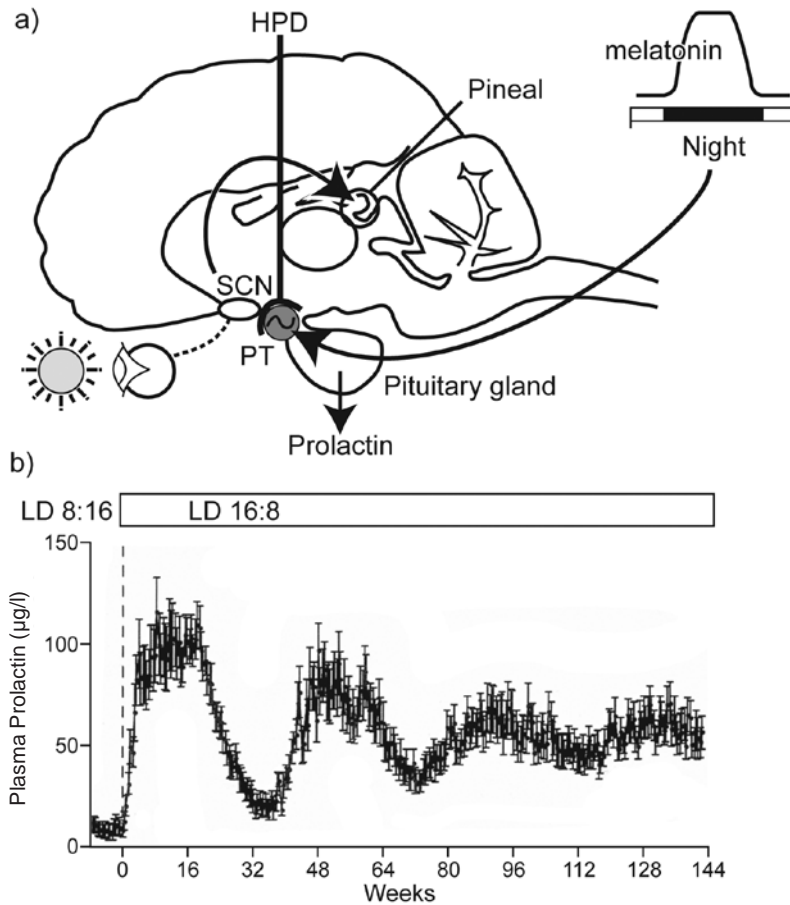 a)
HPD
melatonin
Pineal
Night
SCN
PT
Pituitary gland
Prolactin
b)
LD 8:16
LD 16:8
150
100
50
0
Plasma Prolactin (µg/l)
0 16 32 48 64 80 96 112 128 144
Weeks